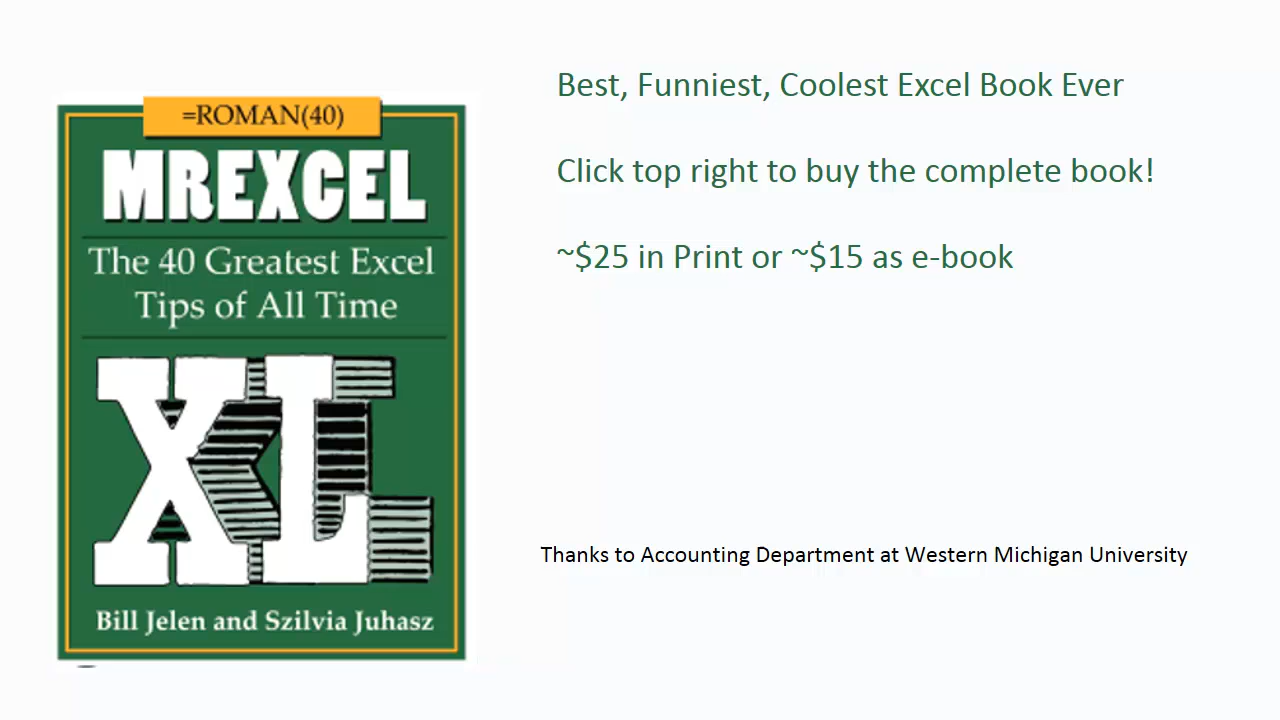 =ROMAN(40)
MREXCEL
The 40 Greatest Excel
Tips of All Time
XL
Bill Jelen and Szilvia Juhasz
Best, Funniest, Coolest Excel Book Ever
Click top right to buy the complete book!
~$25 in Print or ~$15 as e-book
Thanks to Accounting Department at Western Michigan University